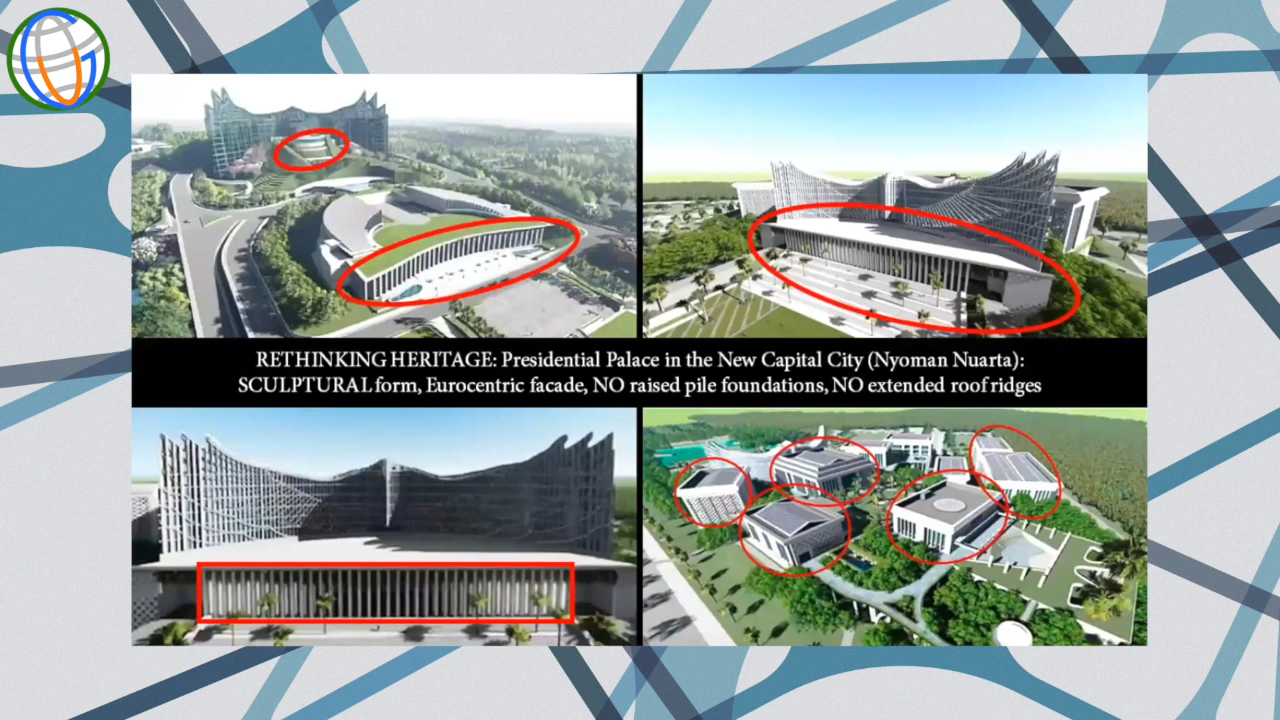 RETHINKING HERITAGE: Presidential Palace in the New Capital City (Nyoman Nuarta):
SCULPTURAL form, Eurocentric facade, NO raised pile foundations, NO extended roof ridges